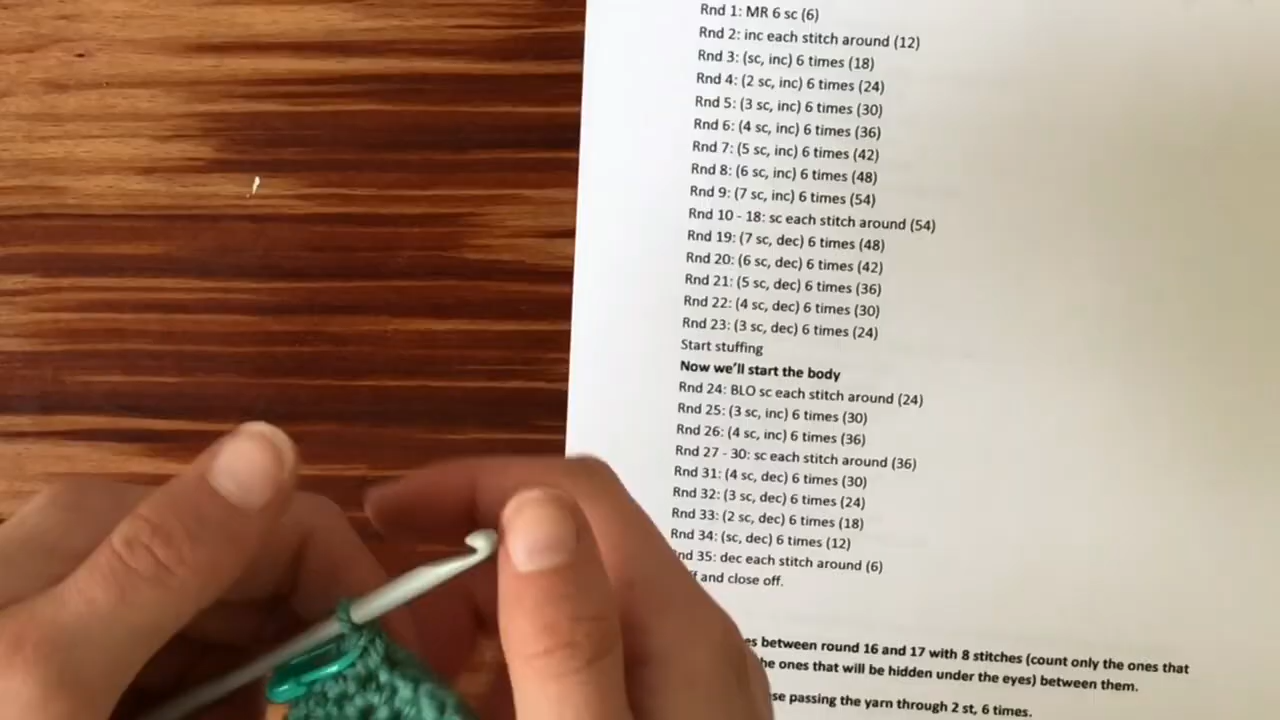 Rnd 1: MR 6 sc (6)
Rnd 2: inc each stitch around (12)
Rnd 3: (sc, inc) 6 times (18)
Rnd 4: (2 sc, inc) 6 times (24)
Rnd 5: (3 sc, inc) 6 times (30)
Rnd 6: (4 sc, inc) 6 times (36)
Rnd 7: (5 sc, inc) 6 times (42)
Rnd 8: (6 sc, inc) 6 times (48)
Rnd 9: (7 sc, inc) 6 times (54)
Rnd 10 - 18: sc each stitch around (54)
Rnd 19: (7 sc, dec) 6 times (48)
Rnd 20: (6 sc, dec) 6 times (42)
Rnd 21: (5 sc, dec) 6 times (36)
Rnd 22: (4 sc, dec) 6 times (30)
Rnd 23: (3 sc, dec) 6 times (24)
Start stuffing
Now we'll start the body
Rnd 24: BLO sc each stitch around (24)
Rnd 25: (3 sc, inc) 6 times (30)
Rnd 26: (4 sc, inc) 6 times (36)
Rnd 27 - 30: sc each stitch around (36)
Rnd 31: (4 sc, dec) 6 times (30)
Rnd 32: (3 sc, dec) 6 times (24)
Rnd 33: (2 sc, dec) 6 times (18)
Rnd 34: (sc, dec) 6 times (12)
nd 35: dec each stitch around (6)
and close off.
es between round 16 and 17 with 8 stitches (count only the ones that
he ones that will be hidden under the eyes) between them.
se passing the yarn through 2 st, 6 times.